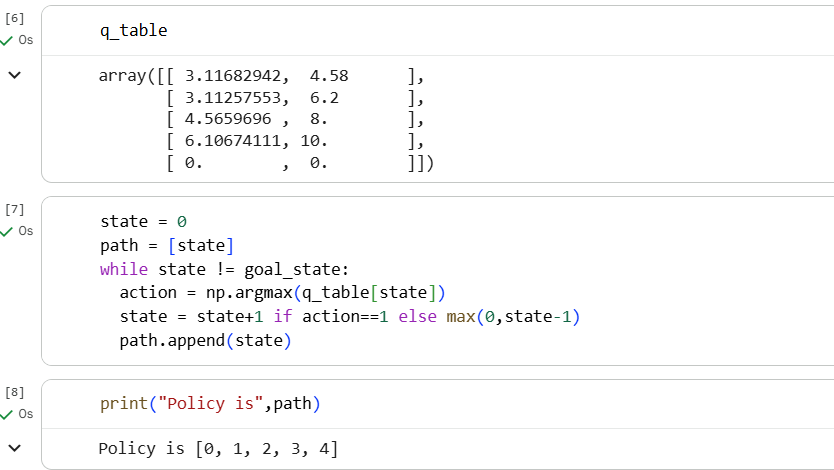 [6]
q_table
0s
array([[ 3.11682942,  4.58      ],
       [ 3.11257553,  6.2       ],
       [ 4.5659696 ,  8.        ],
       [ 6.10674111, 10.        ],
       [ 0.        ,  0.        ]])
[7]
state = 0
0s
path = [state]
while state != goal_state:
  action = np.argmax(q_table[state])
  state = state+1 if action==1 else max(0,state-1)
  path.append(state)
[8]
print("Policy is",path)
0s
Policy is [0, 1, 2, 3, 4]